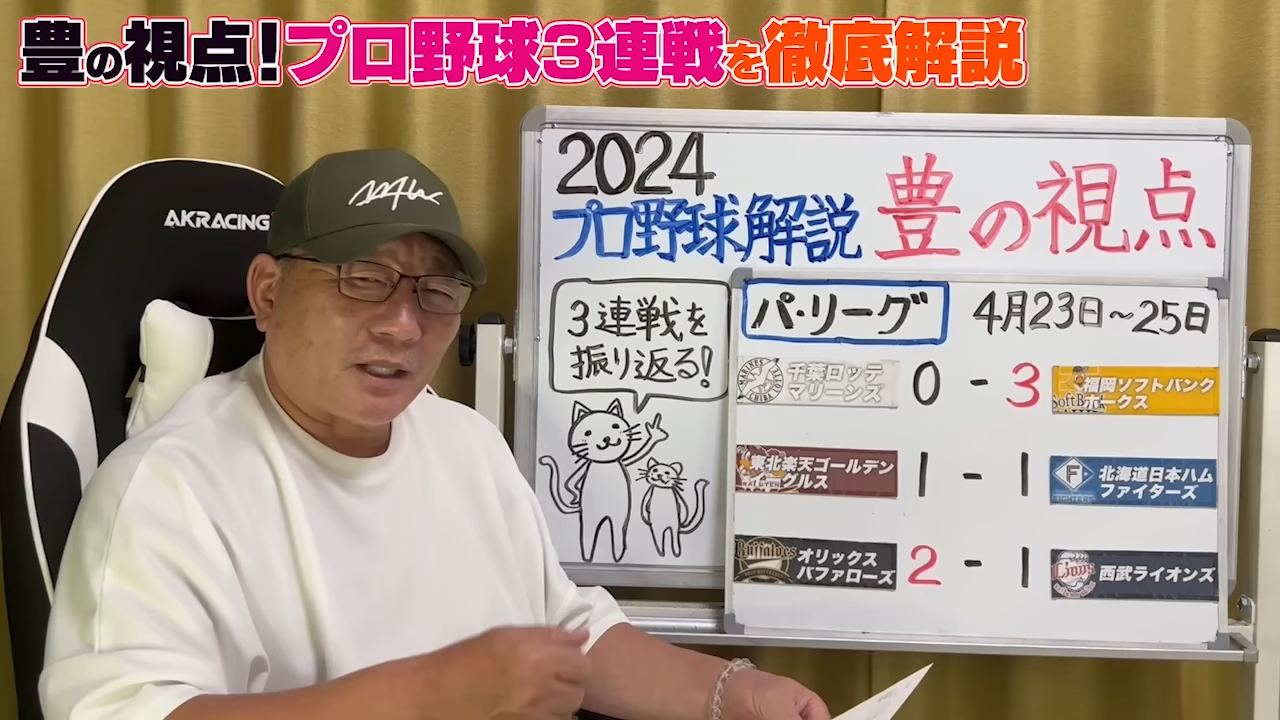 豊の視点!プロ野球3連戦を徹底解説
AKRACING
2024
プロ野球解説 豊の視点
3連戦を
振り返る!
パ・リーグ 4月23日~25日
千葉ロッテ
マリーンズ
0 - 3
福岡ソフトバンク
ホークス
東北楽天ゴールデン
グルス
1 - 1
北海道日本ハム
ファイターズ
FIGHTERS
Buffaloes
オリックス
バファローズ
2 - 1
Lions
西武ライオンズ